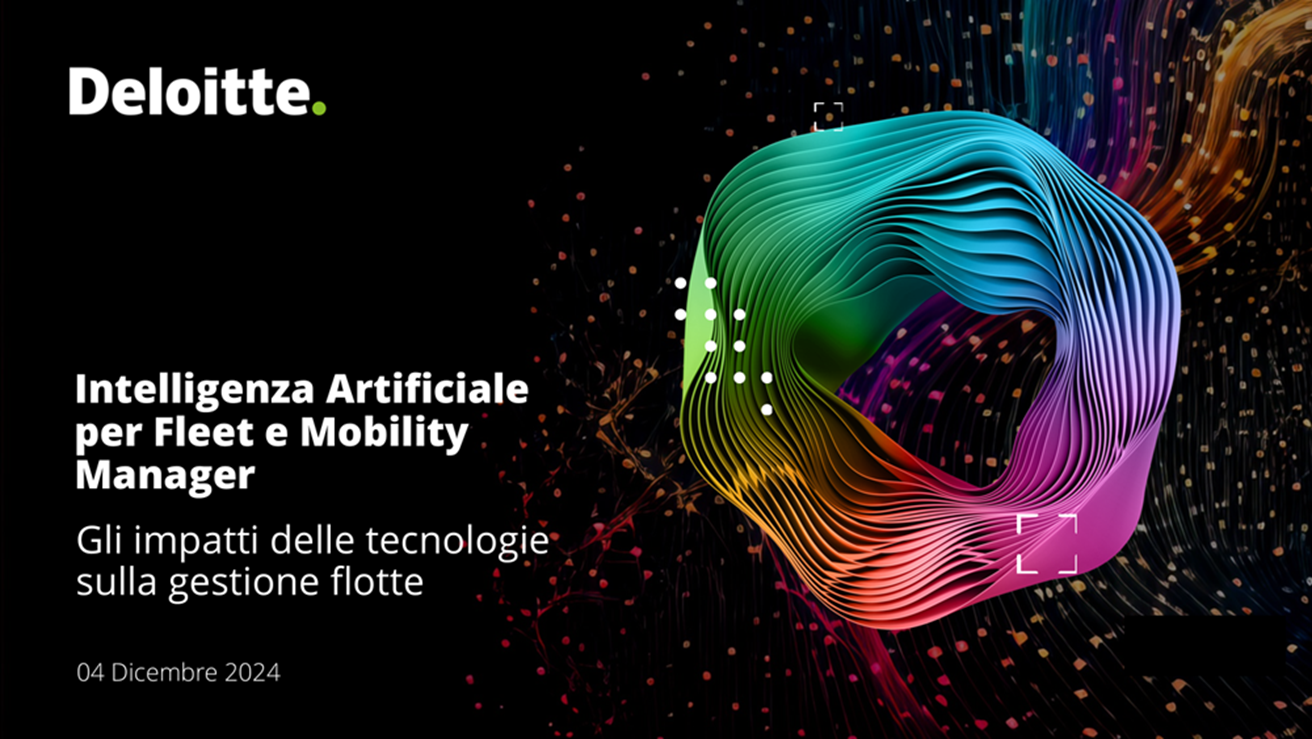 Deloitte.
Intelligenza Artificiale
per Fleet e Mobility
Manager
Gli impatti delle tecnologie
sulla gestione flotte
04 Dicembre 2024